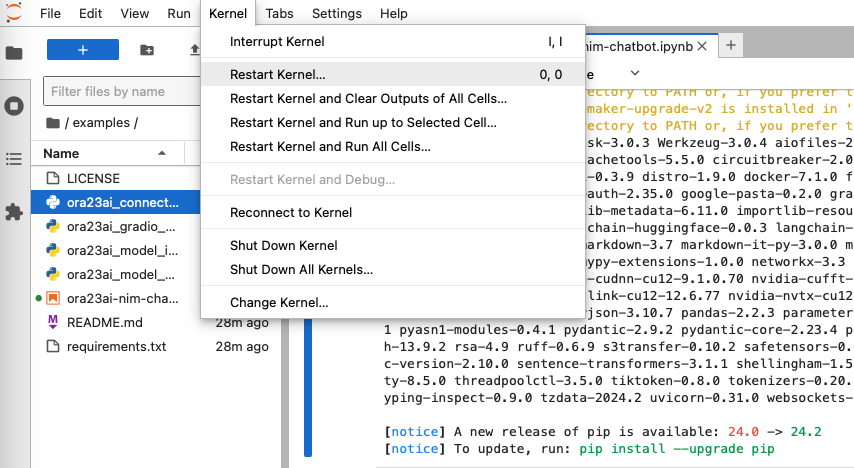 File Edit View Run Kernel Tabs Settings Help
Interrupt Kernel I, I
Restart Kernel... 0, 0
Restart Kernel and Clear Outputs of All Cells...
Restart Kernel and Run up to Selected Cell...
Restart Kernel and Run All Cells...
Restart Kernel and Debug...
Reconnect to Kernel
Shut Down Kernel
Shut Down All Kernels...
Change Kernel...
+
Filter files by name
/ examples /
Name
LICENSE
ora23ai_connect...
ora23ai_gradio_...
ora23ai_model_i...
ora23ai_model_...
ora23ai-nim-cha...
README.md 28m ago
requirements.txt 28m ago
nim-chatbot.ipynb
e
ectory to PATH or, if you prefer t
maker-upgrade-v2 is installed in '
ectory to PATH or, if you prefer t
sk-3.0.3 Werkzeug-3.0.4 aiofiles-2
achetools-5.5.0 circuitbreaker-2.0
-0.3.9 distro-1.9.0 docker-7.1.0 f
auth-2.35.0 google-pasta-0.2.0 gra
ib-metadata-6.11.0 importlib-resou
chain-huggingface-0.0.3 langchain-
markdown-3.7 markdown-it-py-3.0.0 m
mypy-extensions-1.0.0 networkx-3.3
-cudnn-cu12-9.1.0.70 nvidia-cufft-
link-cu12-12.6.77 nvidia-nvtx-cu12
json-3.10.7 pandas-2.2.3 parameter
1 pyasn1-modules-0.4.1 pydantic-2.9.2 pydantic-core-2.23.4 p
h-13.9.2 rsa-4.9 ruff-0.6.9 s3transfer-0.10.2 safetensors-0.
c-version-2.10.0 sentence-transformers-3.1.1 shellingham-1.5
ty-8.5.0 threadpoolctl-3.5.0 tiktoken-0.8.0 tokenizers-0.20.
yping-inspect-0.9.0 tzdata-2024.2 uvicorn-0.31.0 websockets-
[notice] A new release of pip is available: 24.0 -> 24.2
[notice] To update, run: pip install --upgrade pip